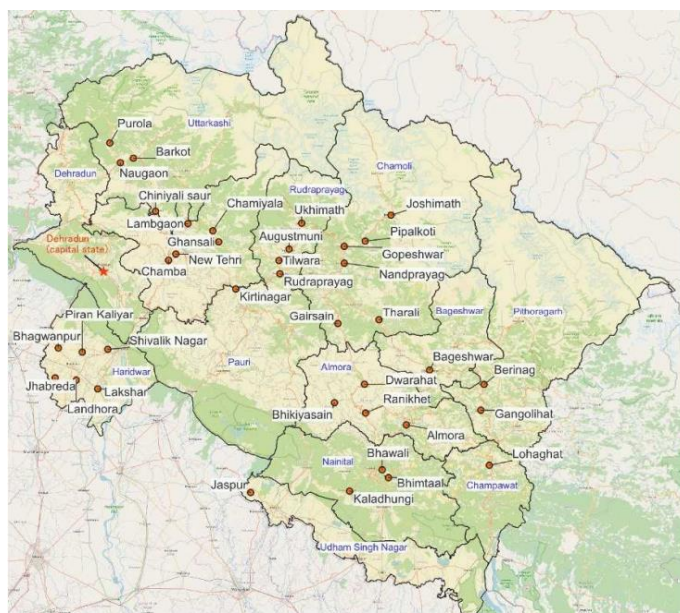 Purola
Uttarkashi
Barkot
Naugaon
Dehradun
Chamoli
Rudraprayag
Chiniyali saur
Chamiyala
Ukhimath
Joshimath
Lambgaon
Dehradun
(capital state)
Ghansali
Augustmuni
Pipalkoti
New Tehri
Gopeshwar
Chamba
Tilwara
Nandprayag
Rudraprayag
Kirtinagar
Piran Kaliyar
Gairsain
Tharali
Bageshwar
Pithoragarh
Bhagwanpur
Shivalik Nagar
Pauri
Almora
Bageshwar
Berinag
Haridwar
Jhabreda
Lakshar
Dwarahat
Landhora
Bhikiyasain
Ranikhet
Gangolihat
Almora
Bhawali
Lohaghat
Nainital
Bhimtaal
Champawat
Jaspur
Kaladhungi
Udham Singh Nagar